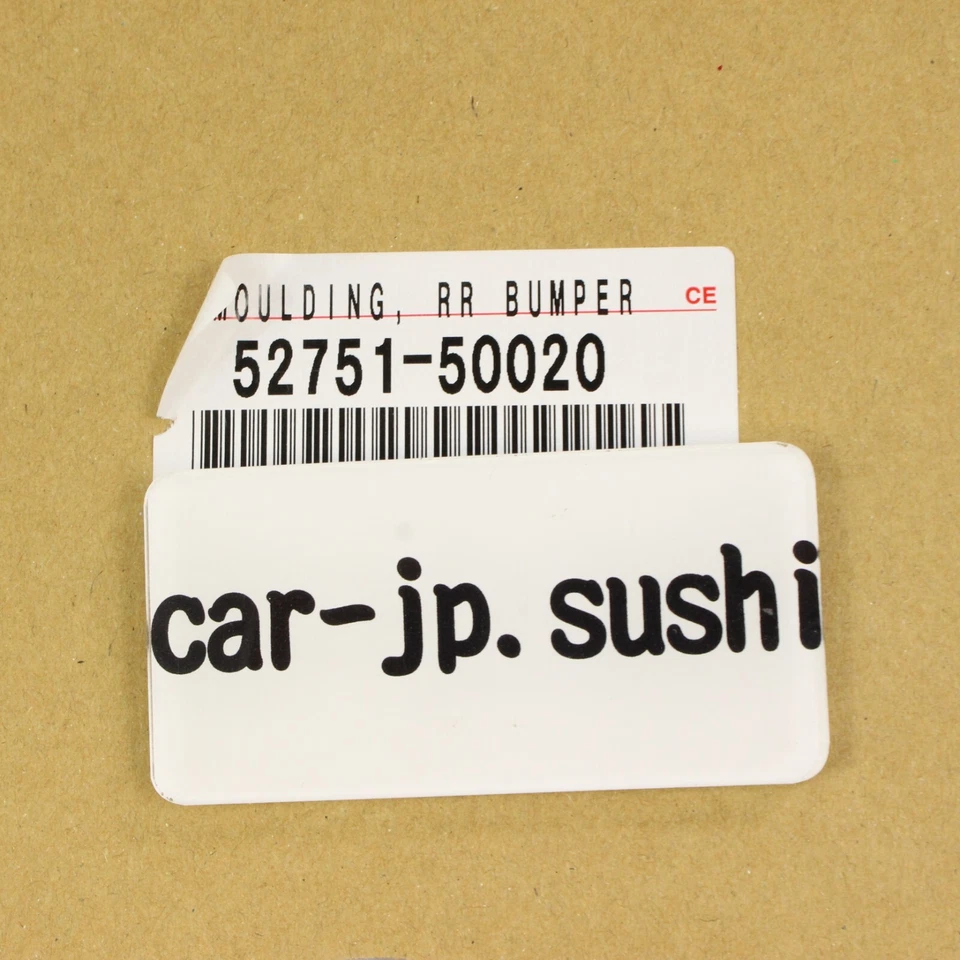 MOULDING, RR BUMPER
CE
52751-50020
car-jp.sushi